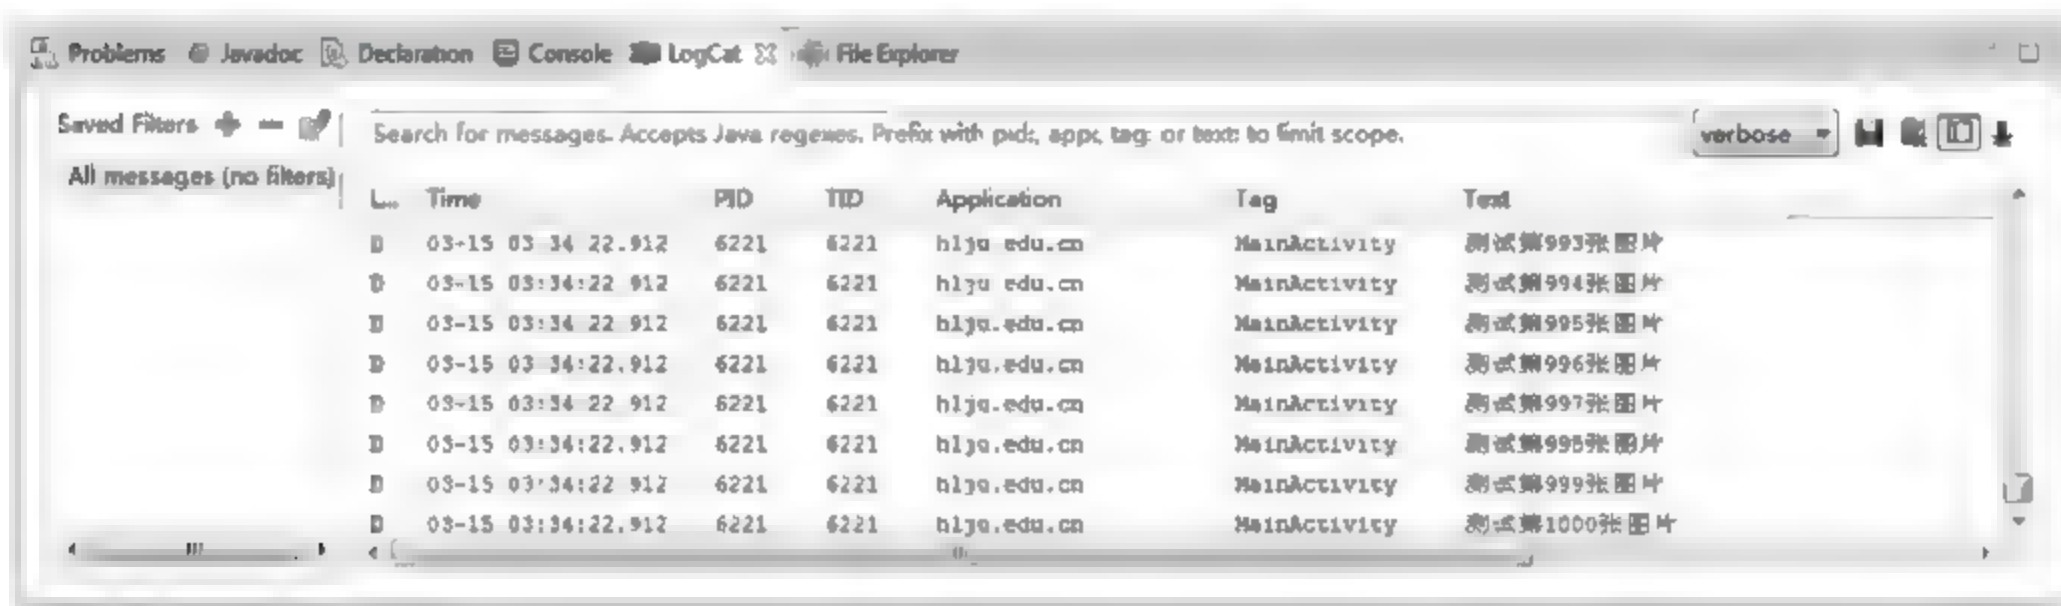 Problems Javadoc Declaration Console LogCat File Explorer
Saved Filters
Search for messages. Accepts Java regexes. Prefix with pid:, app:, tag: or text: to limit scope.
verbose
All messages (no filters)
L... Time PID TID Application Tag Text
D 03-15 03:34:22.912 6221 6221 hlju.edu.cn MainActivity 测试第993张图片
D 03-15 03:34:22.912 6221 6221 hlju.edu.cn MainActivity 测试第994张图片
D 03-15 03:34:22.912 6221 6221 hlju.edu.cn MainActivity 测试第995张图片
D 03-15 03:34:22.912 6221 6221 hlju.edu.cn MainActivity 测试第996张图片
D 03-15 03:34:22.912 6221 6221 hlju.edu.cn MainActivity 测试第997张图片
D 03-15 03:34:22.912 6221 6221 hlju.edu.cn MainActivity 测试第998张图片
D 03-15 03:34:22.912 6221 6221 hlju.edu.cn MainActivity 测试第999张图片
D 03-15 03:34:22.912 6221 6221 hlju.edu.cn MainActivity 测试第1000张图片